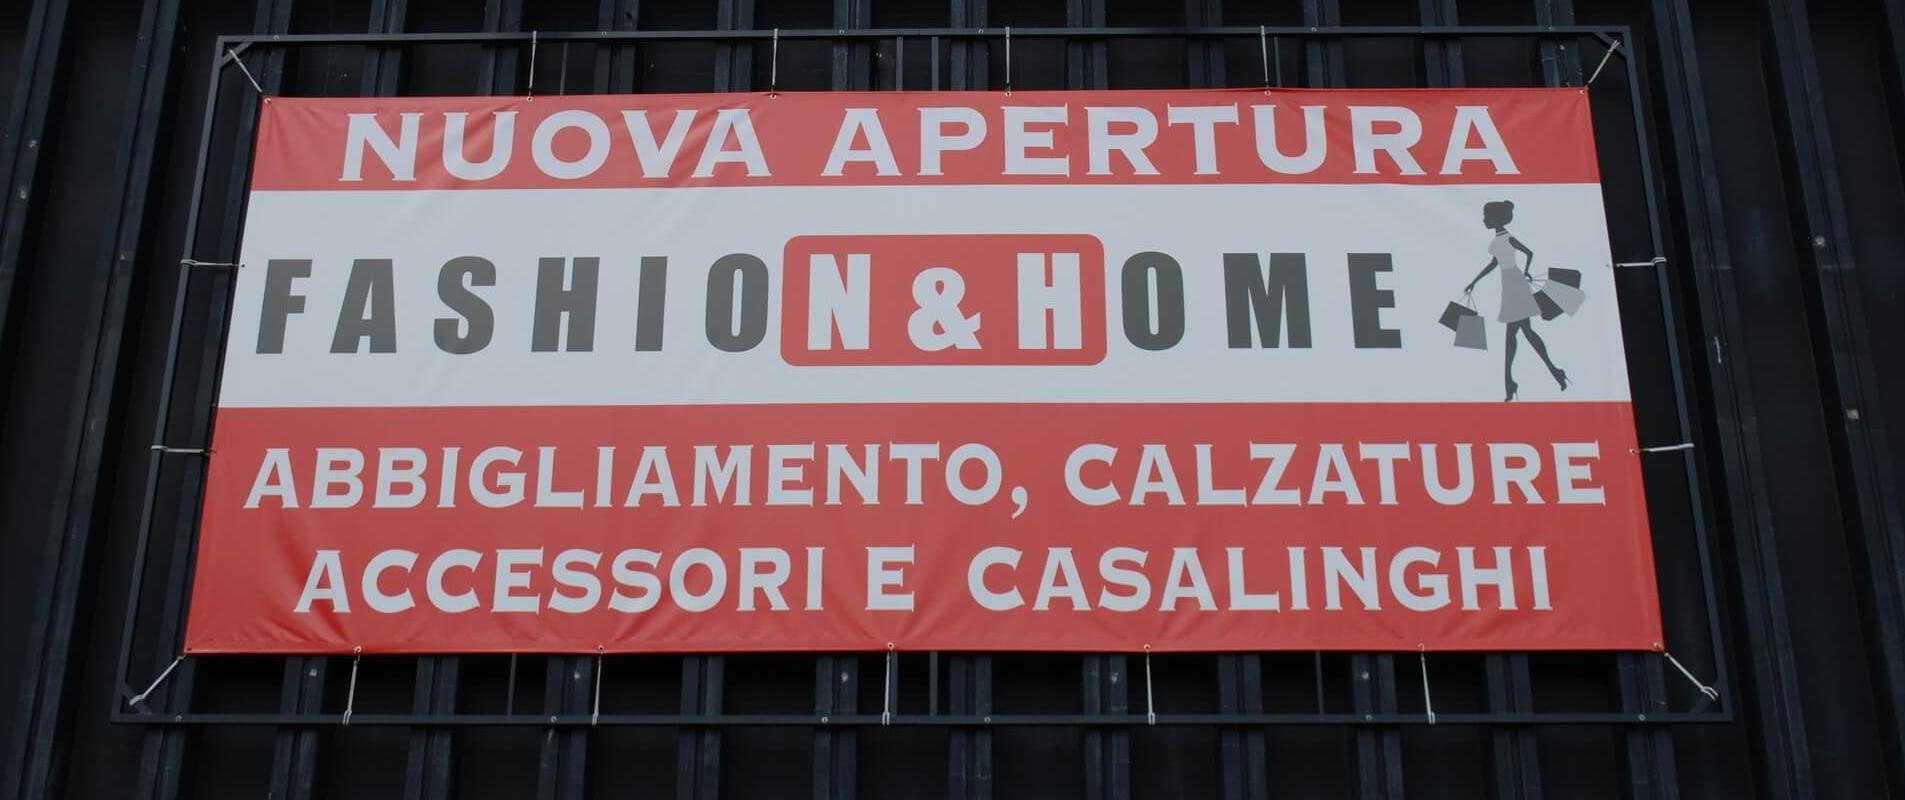 NUOVA APERTURA
FASHION&HOME
ABBIGLIAMENTO, CALZATURE
ACCESSORI E CASALINGHI